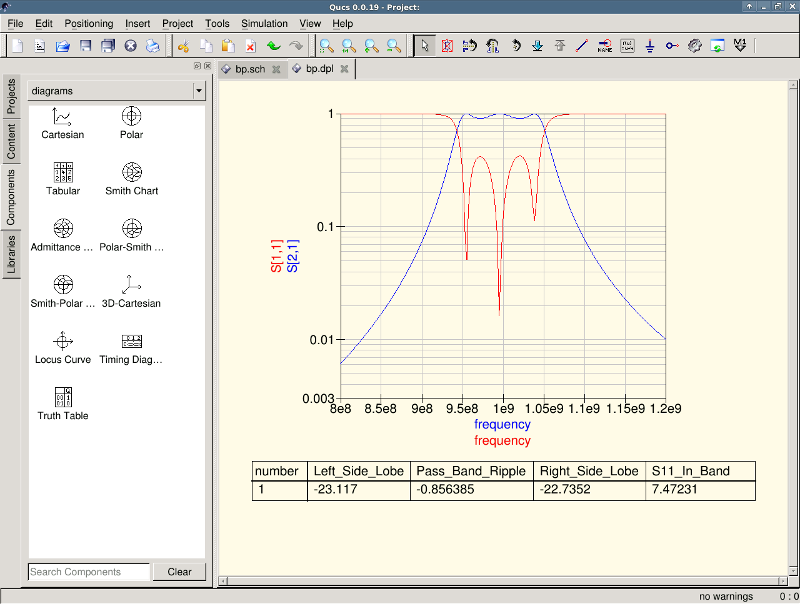 Qucs 0.0.19 - Project:
File Edit Positioning Insert Project Tools Simulation View Help
bp.sch bp.dpl
Projects
Content
Components
Libraries
diagrams
Cartesian Polar
Tabular Smith Chart
Admittance ... Polar-Smith ...
Smith-Polar ... 3D-Cartesian
Locus Curve Timing Diag...
Truth Table
Search Components Clear
1
0.1
0.01
0.003
S[1,1]
S[2,1]
8e8 8.5e8 9e8 9.5e8 1e9 1.05e9 1.1e9 1.15e9 1.2e9
frequency
frequency
number Left_Side_Lobe Pass_Band_Ripple Right_Side_Lobe S11_In_Band
1 -23.117 -0.856385 -22.7352 7.47231
no warnings 0 : 0